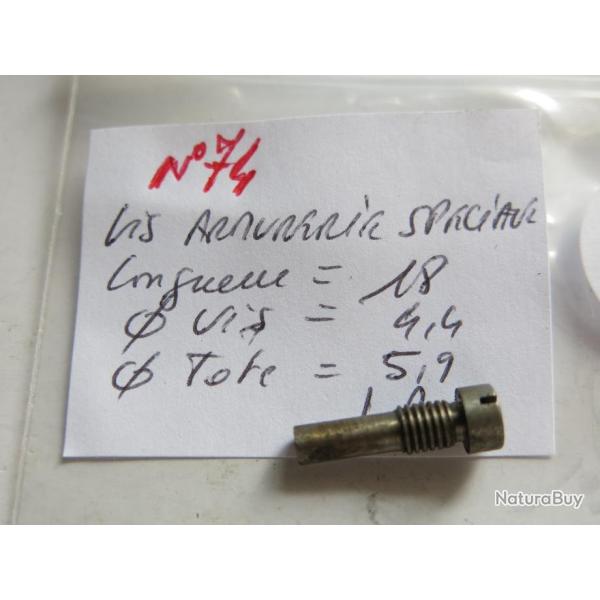 N°74
Vis ARMURERIE SPECIALE
Longueur = 18
Ø Vis = 4,4
Ø Tete = 5,9
NaturaBuy